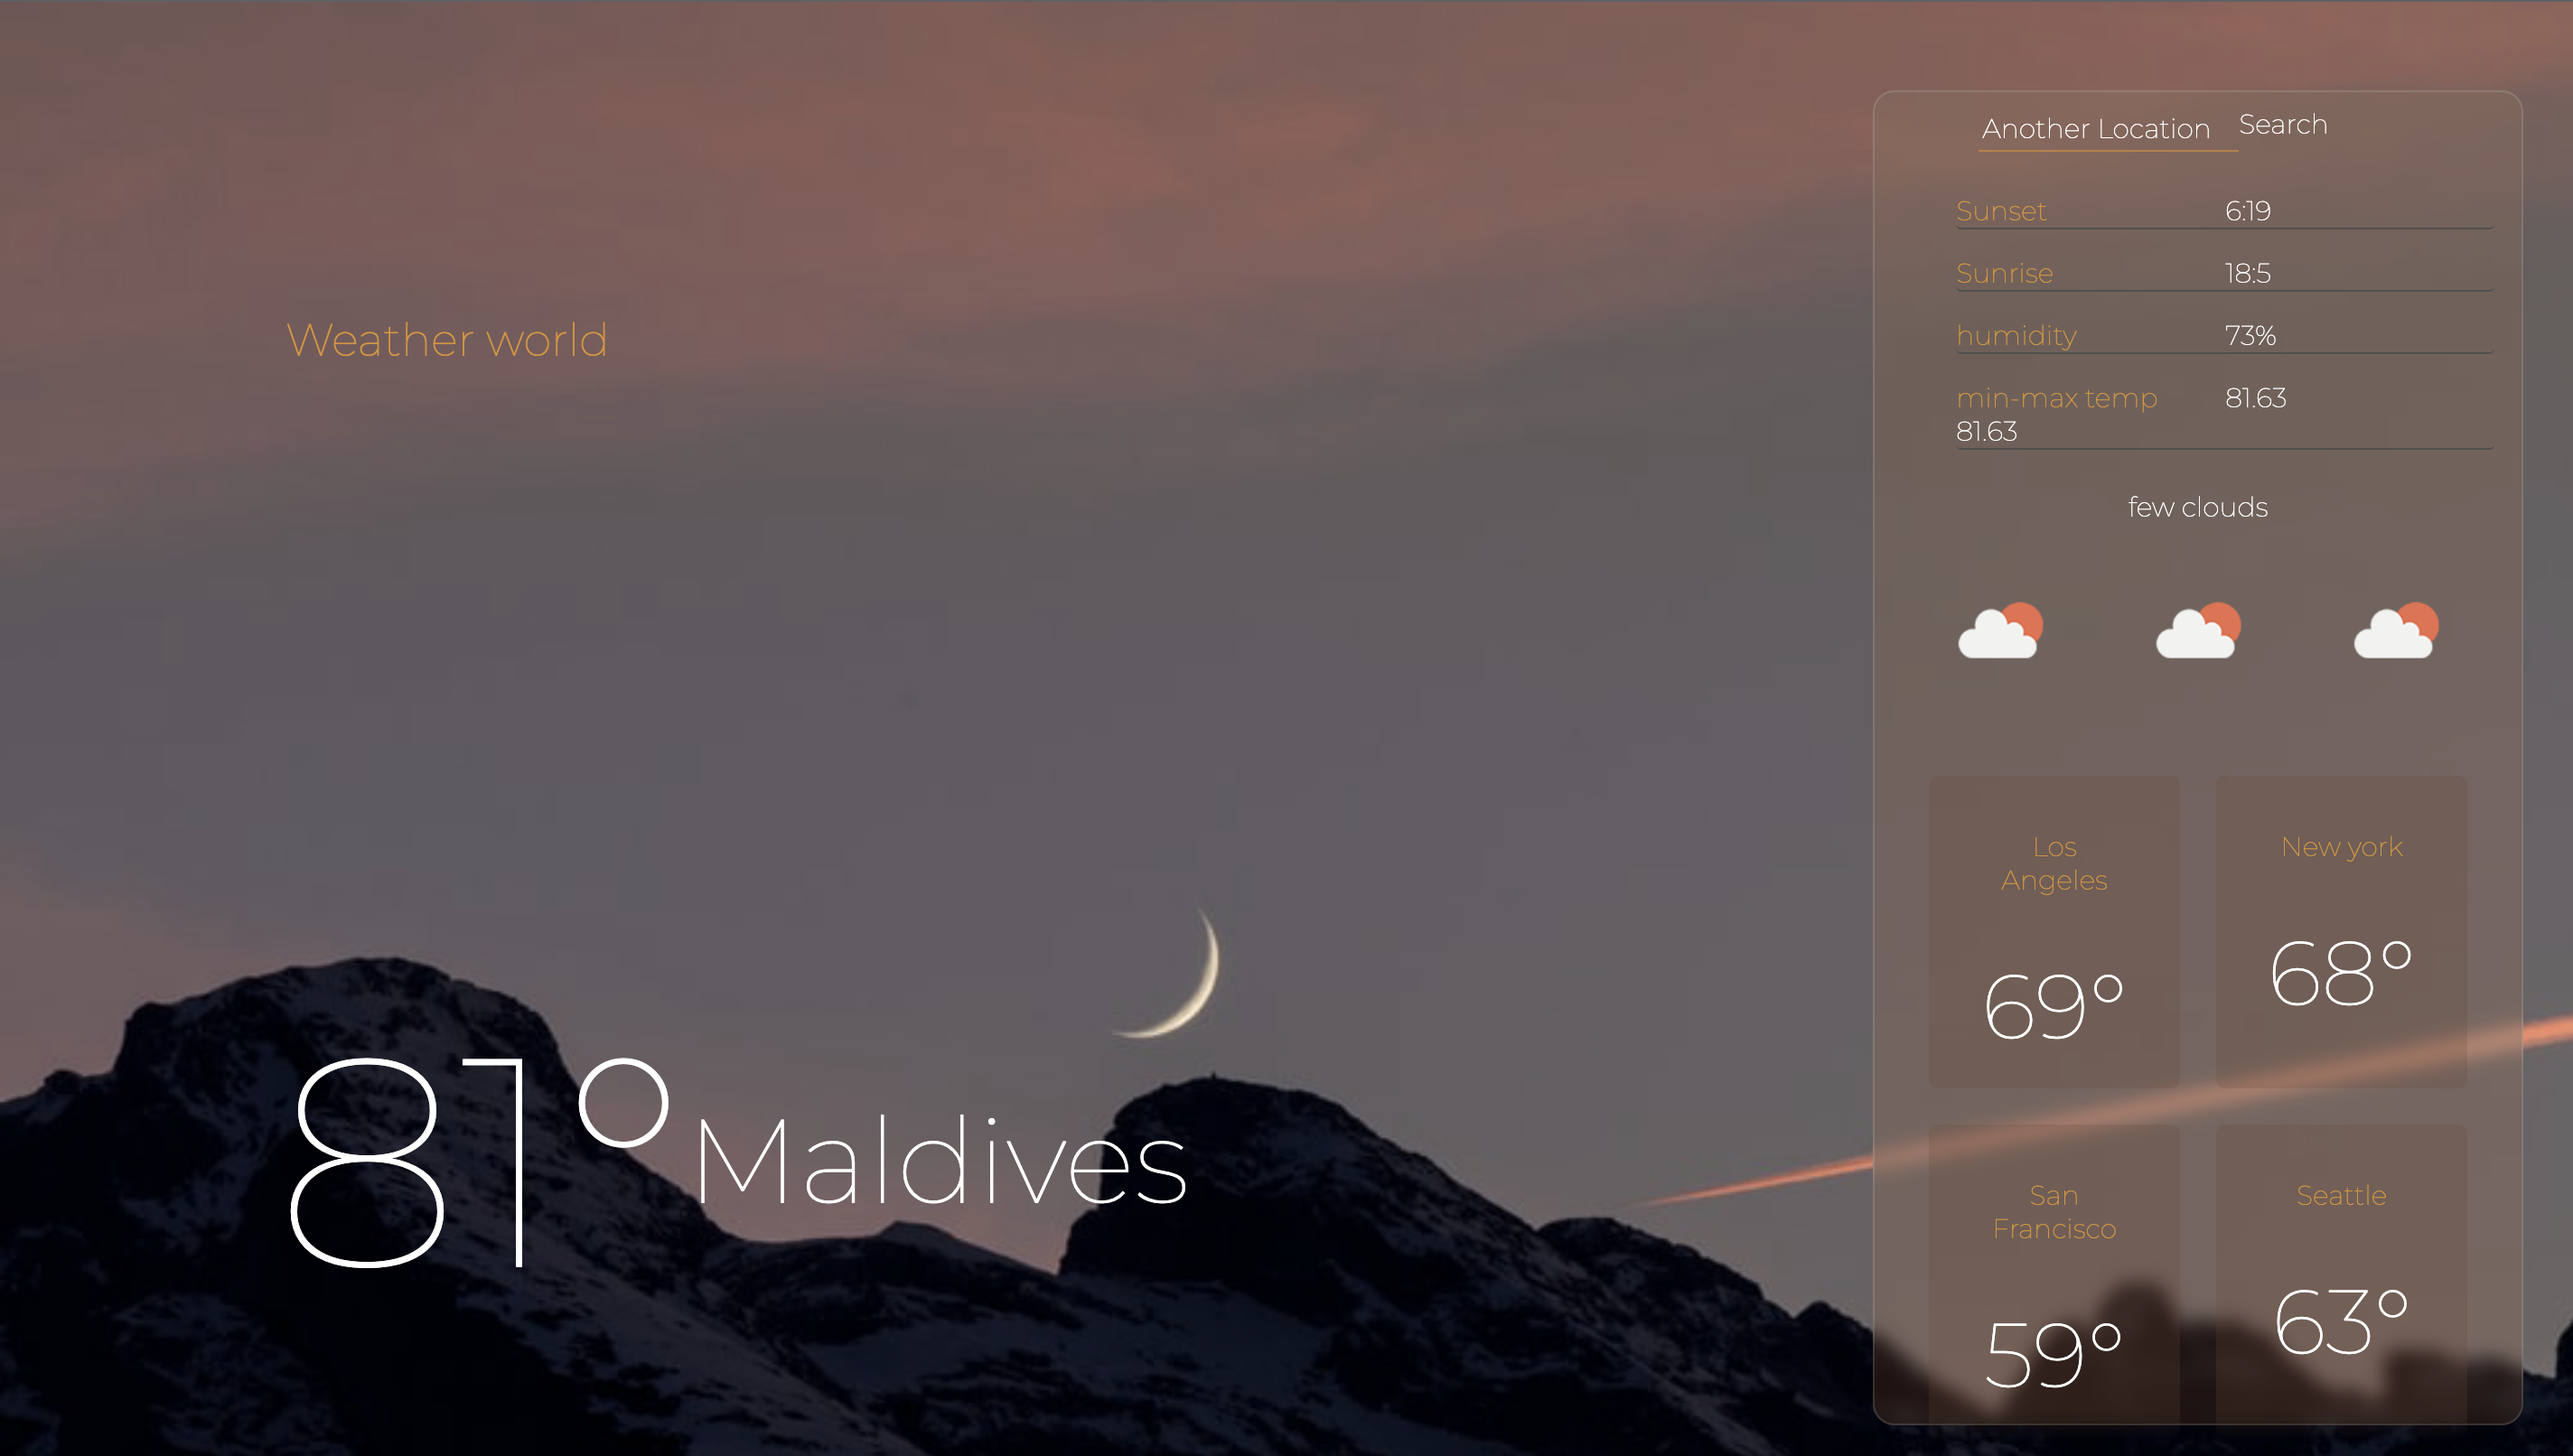 Another Location Search
Sunset 6:19
Sunrise 18:5
Weather world
humidity 73%
min-max temp 81.63
81.63
few clouds
Los
Angeles
69°
New york
68°
81° Maldives
San
Francisco
59°
Seattle
63°